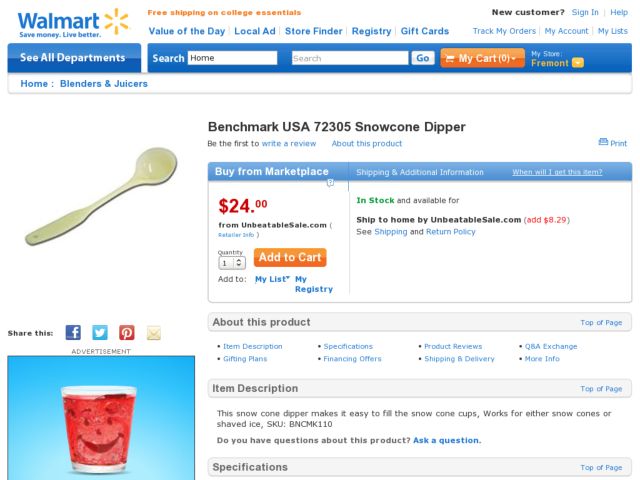 Free shipping on college essentials
New customer? Sign In | Help
Walmart
Save money. Live better.
Value of the Day | Local Ad | Store Finder | Registry | Gift Cards
Track My Orders | My Account | My Lists
See All Departments
Search Home Search Go
My Cart (0)
My Store:
Fremont
Home : Blenders & Juicers
Benchmark USA 72305 Snowcone Dipper
Be the first to write a review About this product
Print
Buy from Marketplace
Shipping & Additional Information When will I get this item?
$24.00
In Stock and available for
from UnbeatableSale.com (
Retailer Info )
Ship to home by UnbeatableSale.com (add $8.29)
See Shipping and Return Policy
Quantity
1
Add to Cart
Add to: My List My
Registry
Share this:
ADVERTISEMENT
About this product Top of Page
• Item Description • Specifications • Product Reviews • Q&A Exchange
• Gifting Plans • Financing Offers • Shipping & Delivery • More Info
Item Description Top of Page
This snow cone dipper makes it easy to fill the snow cone cups, Works for either snow cones or
shaved ice, SKU: BNCMK110
Do you have questions about this product? Ask a question.
Specifications Top of Page